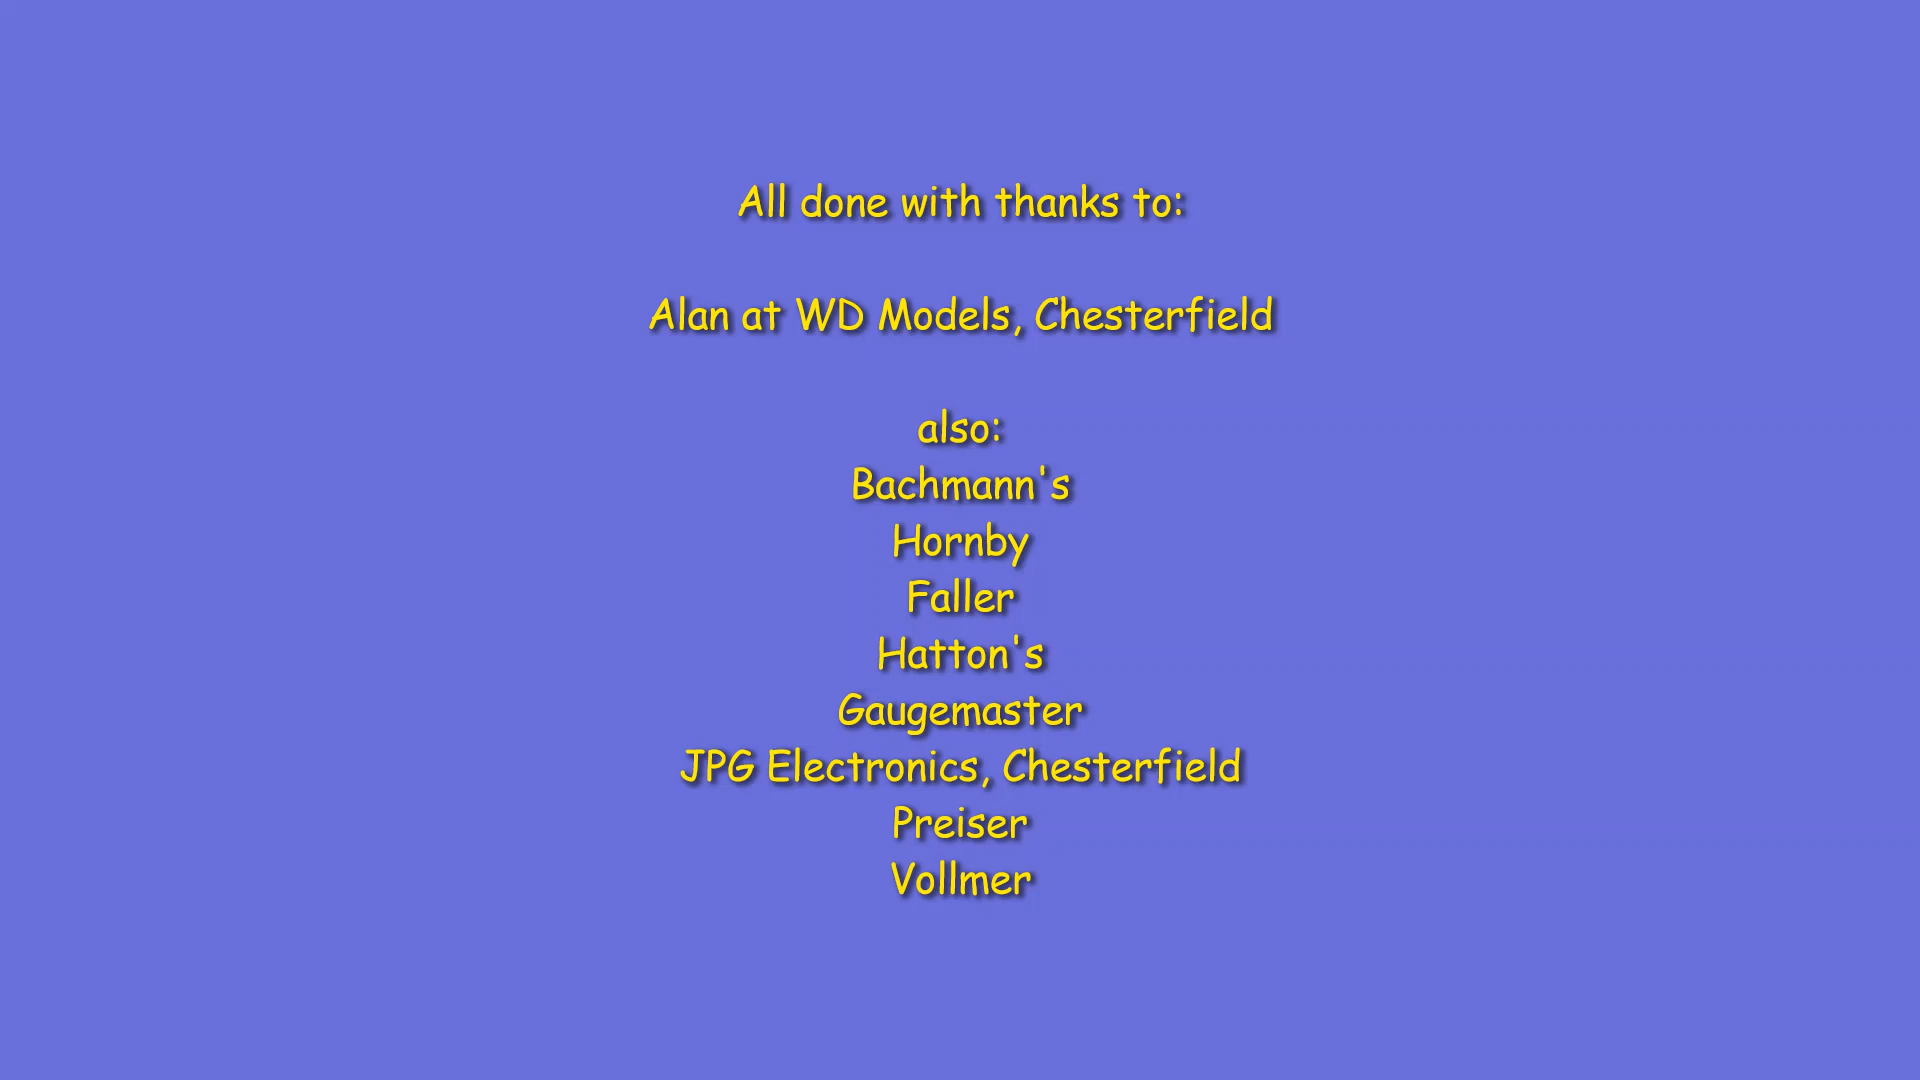 All done with thanks to:
Alan at WD Models, Chesterfield
also:
Bachmann's
Hornby
Faller
Hatton's
Gaugemaster
JPG Electronics, Chesterfield
Preiser
Vollmer